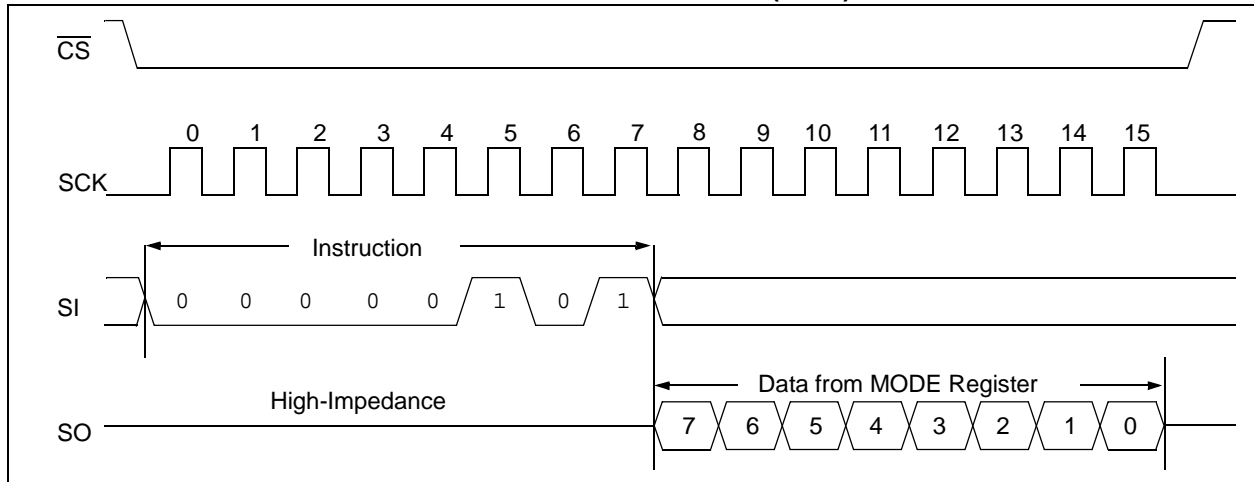 CS
0 1 2 3 4 5 6 7 8 9 10 11 12 13 14 15
SCK
Instruction
SI 0 0 0 0 0 1 0 1
Data from MODE Register
High-Impedance
SO 7 6 5 4 3 2 1 0